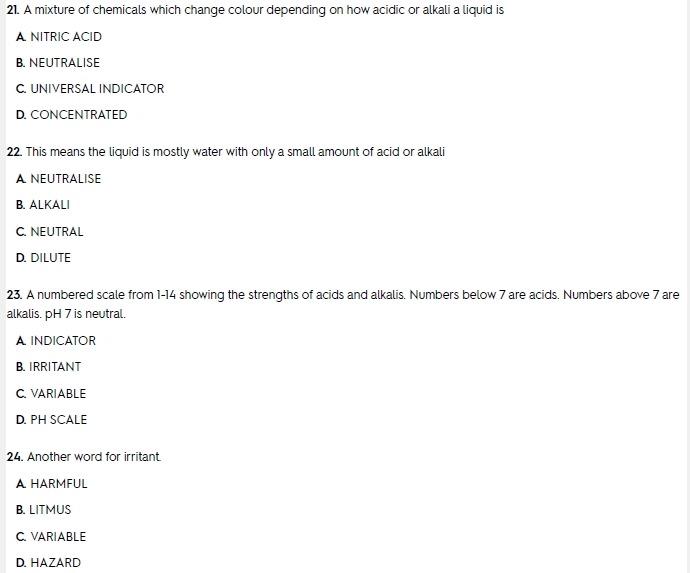 21. A mixture of chemicals which change colour depending on how acidic or alkali a liquid is
A. NITRIC ACID
B. NEUTRALISE
C. UNIVERSAL INDICATOR
D. CONCENTRATED
22. This means the liquid is mostly water with only a small amount of acid or alkali
A. NEUTRALISE
B. ALKALI
C. NEUTRAL
D. DILUTE
23. A numbered scale from 1-14 showing the strengths of acids and alkalis. Numbers below 7 are acids. Numbers above 7 are
alkalis. pH 7 is neutral.
A. INDICATOR
B. IRRITANT
C. VARIABLE
D. PH SCALE
24. Another word for irritant.
A. HARMFUL
B. LITMUS
C. VARIABLE
D. HAZARD